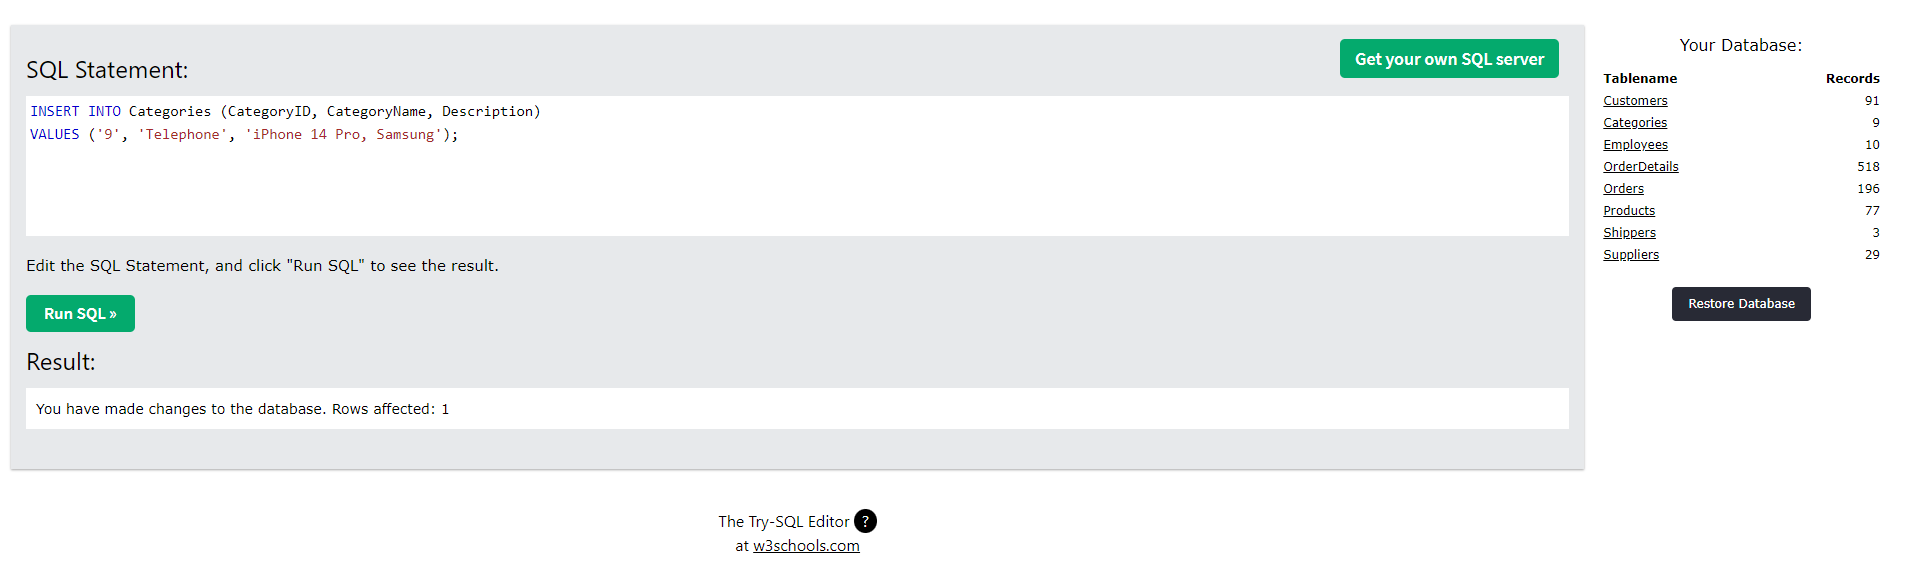 SQL Statement:
Get your own SQL server
INSERT INTO Categories (CategoryID, CategoryName, Description)
VALUES ('9', 'Telephone', 'iPhone 14 Pro, Samsung');
Edit the SQL Statement, and click "Run SQL" to see the result.
Run SQL »
Result:
You have made changes to the database. Rows affected: 1
Your Database:
Tablename Records
Customers 91
Categories 9
Employees 10
OrderDetails 518
Orders 196
Products 77
Shippers 3
Suppliers 29
Restore Database
The Try-SQL Editor ?
at w3schools.com